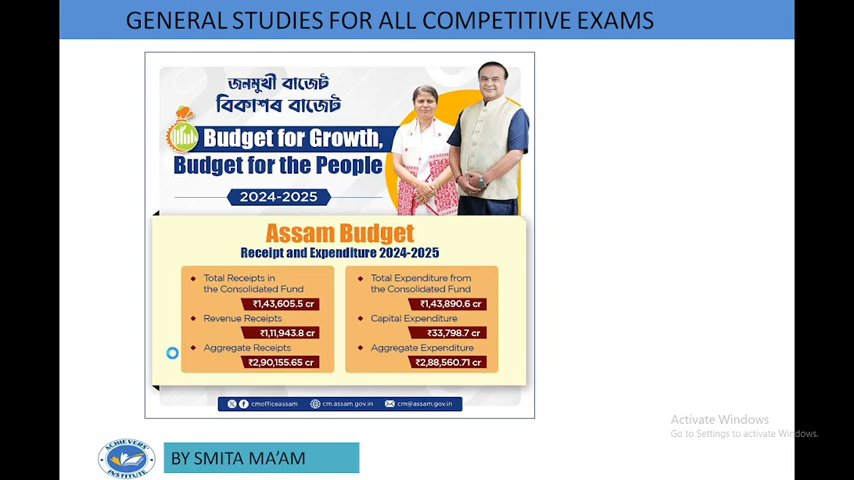 GENERAL STUDIES FOR ALL COMPETITIVE EXAMS
জনমুখী বাজেট
বিকাশৰ বাজেট
Budget for Growth,
Budget for the People
2024-2025
Assam Budget
Receipt and Expenditure 2024-2025
Total Receipts in
the Consolidated Fund
₹1,43,605.5 cr
Revenue Receipts
₹1,11,943.8 cr
Aggregate Receipts
₹2,90,155.65 cr
Total Expenditure from
the Consolidated Fund
₹1,43,890.6 cr
Capital Expenditure
₹33,798.7 cr
Aggregate Expenditure
₹2,88,560.71 cr
cmofficeassam cm.assam.gov.in cm@assam.gov.in
Activate Windows
Go to Settings to activate Windows.
ACHIEVERS'
INSTITUTE
BY SMITA MA'AM